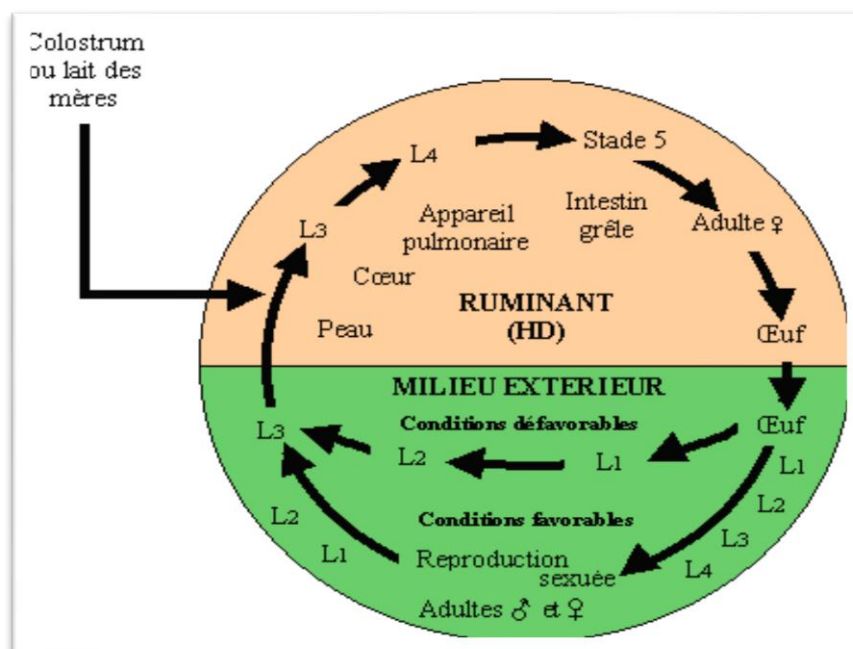 Colostrum
ou lait des
mères
L4
Stade 5
L3
Appareil
pulmonaire
Intestin
grêle
Adulte ♀
Cœur
Peau
RUMINANT
(HD)
Œuf
MILIEU EXTERIEUR
L3
Conditions défavorables
Œuf
L2
L1
L1
L2
L2
Conditions favorables
L3
L1
Reproduction
sexuée
L4
Adultes ♂ et ♀